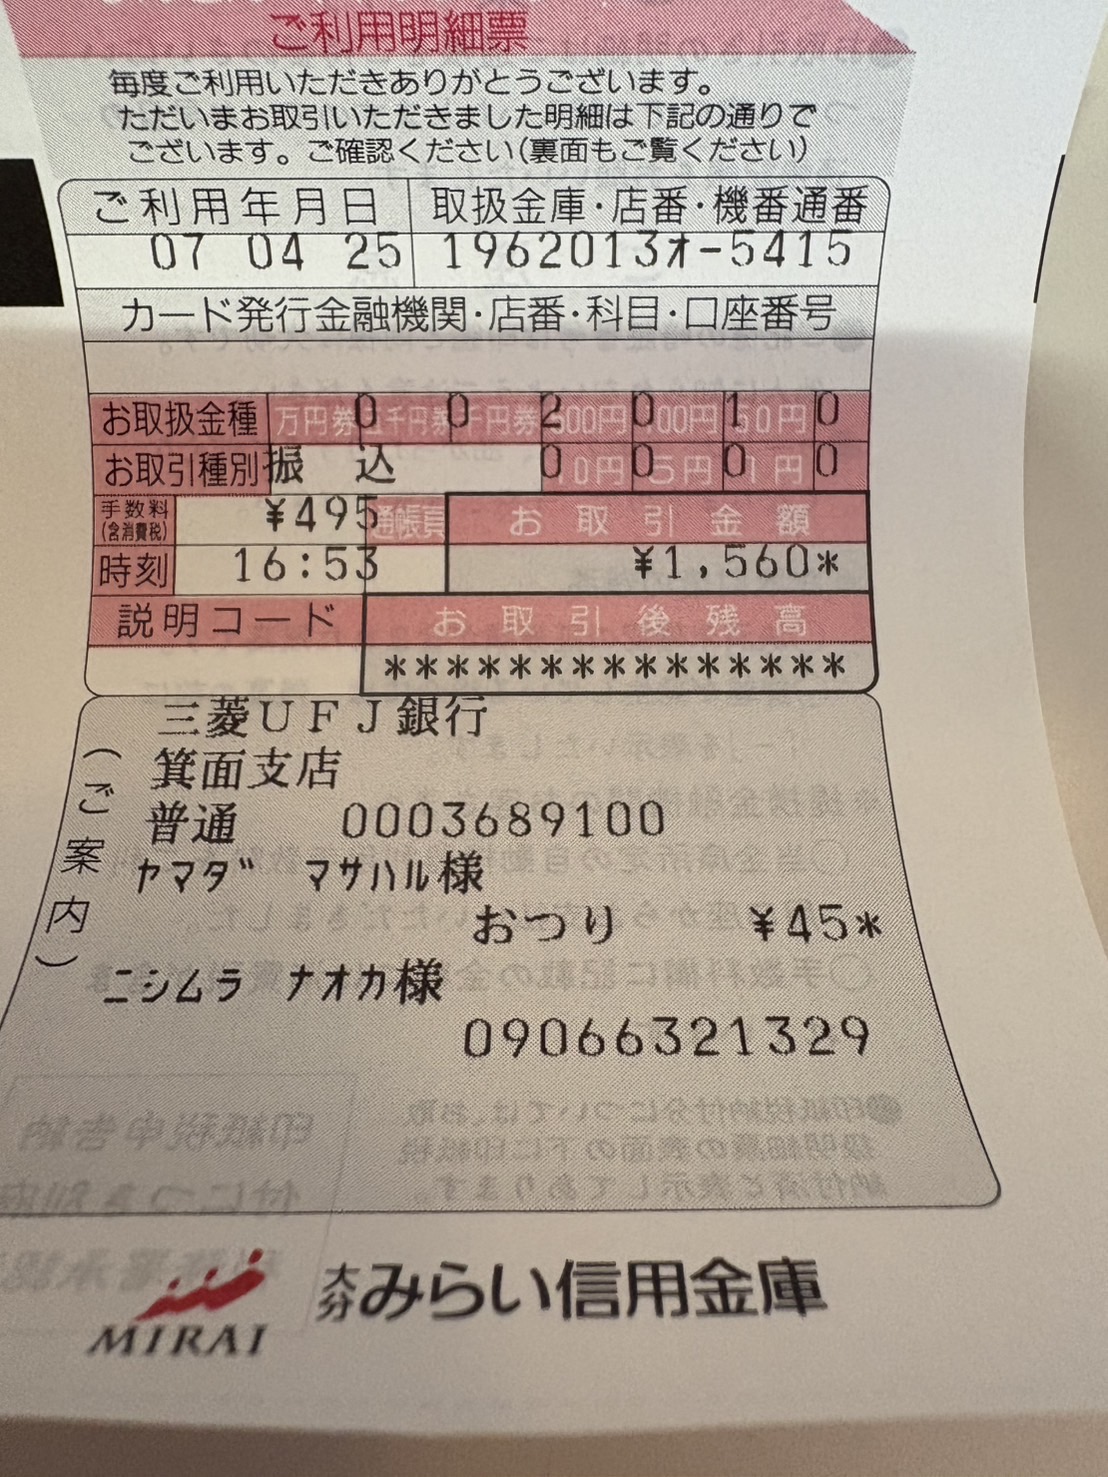 ご利用明細票
毎度ご利用いただきありがとうございます。
ただいまお取引いただきました明細は下記の通りで
ございます。ご確認ください(裏面もご覧ください)
ご利用年月日 取扱金庫・店番・機番通番
07 04 25 1962013オ-5415
カード発行金融機関・店番・科目・口座番号
お取扱金種 万円券 0 五千円券 0 千円券 2 500円 0 100円 1 50円 0
お取引種別 振込 0 10円 0 5円 0 1円 0
手数料 (含消費税) ¥495 通帳頁 お取引金額
時刻 16:53 ¥1,560*
説明コード お取引後残高
***************
(ご案内)
三菱UFJ銀行
箕面支店
普通 0003689100
ヤマダ マサハル様
おつり ¥45*
ニシムラ ナオカ様
09066321329
MIRAI 大分みらい信用金庫